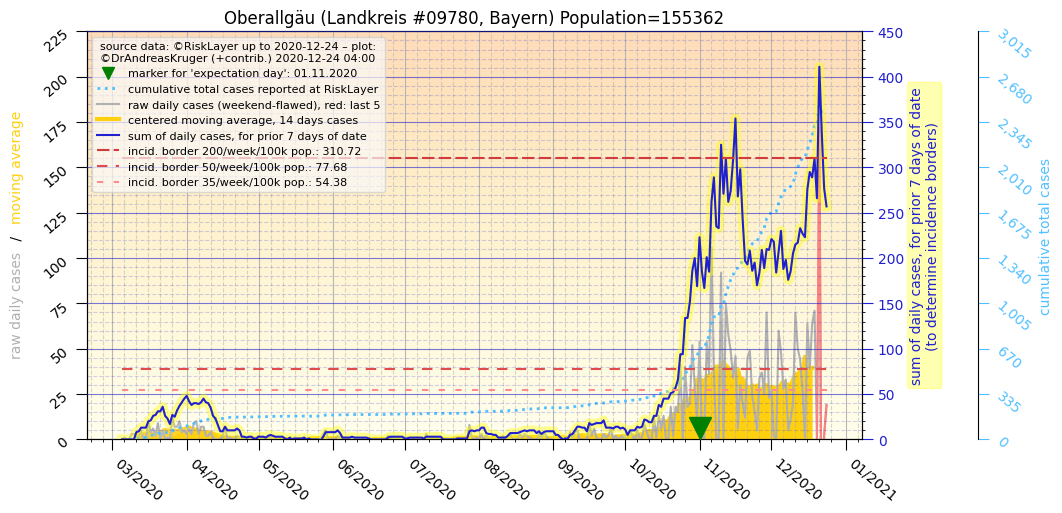 Oberallgäu (Landkreis #09780, Bayern) Population=155362
source data: ©RiskLayer up to 2020-12-24 – plot:
©DrAndreasKruger (+contrib.) 2020-12-24 04:00
marker for 'expectation day': 01.11.2020
cumulative total cases reported at RiskLayer
raw daily cases (weekend-flawed), red: last 5
centered moving average, 14 days cases
sum of daily cases, for prior 7 days of date
incid. border 200/week/100k pop.: 310.72
incid. border 50/week/100k pop.: 77.68
incid. border 35/week/100k pop.: 54.38
raw daily cases / moving average
225
200
175
150
125
100
75
50
25
0
03/2020
04/2020
05/2020
06/2020
07/2020
08/2020
09/2020
10/2020
11/2020
12/2020
01/2021
450
400
350
300
250
200
150
100
50
0
sum of daily cases, for prior 7 days of date
(to determine incidence borders)
3,015
2,680
2,345
2,010
1,675
1,340
1,005
670
335
0
cumulative total cases